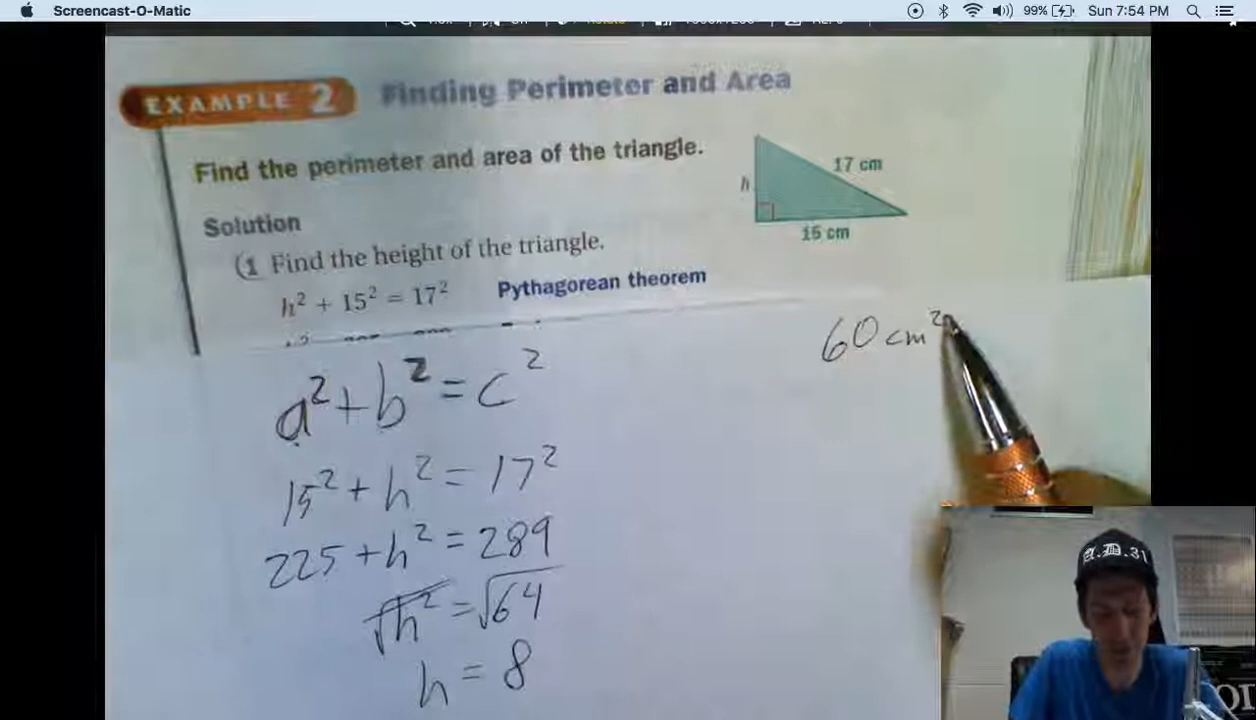 Screencast-O-Matic
99%
Sun 7:54 PM
EXAMPLE 2 Finding Perimeter and Area
Find the perimeter and area of the triangle.
h
17 cm
15 cm
Solution
(1 Find the height of the triangle.
h² + 15² = 17² Pythagorean theorem
60 cm²
a² + b² = c²
15² + h² = 17²
225 + h² = 289
√h² = √64
h = 8
A.D.31